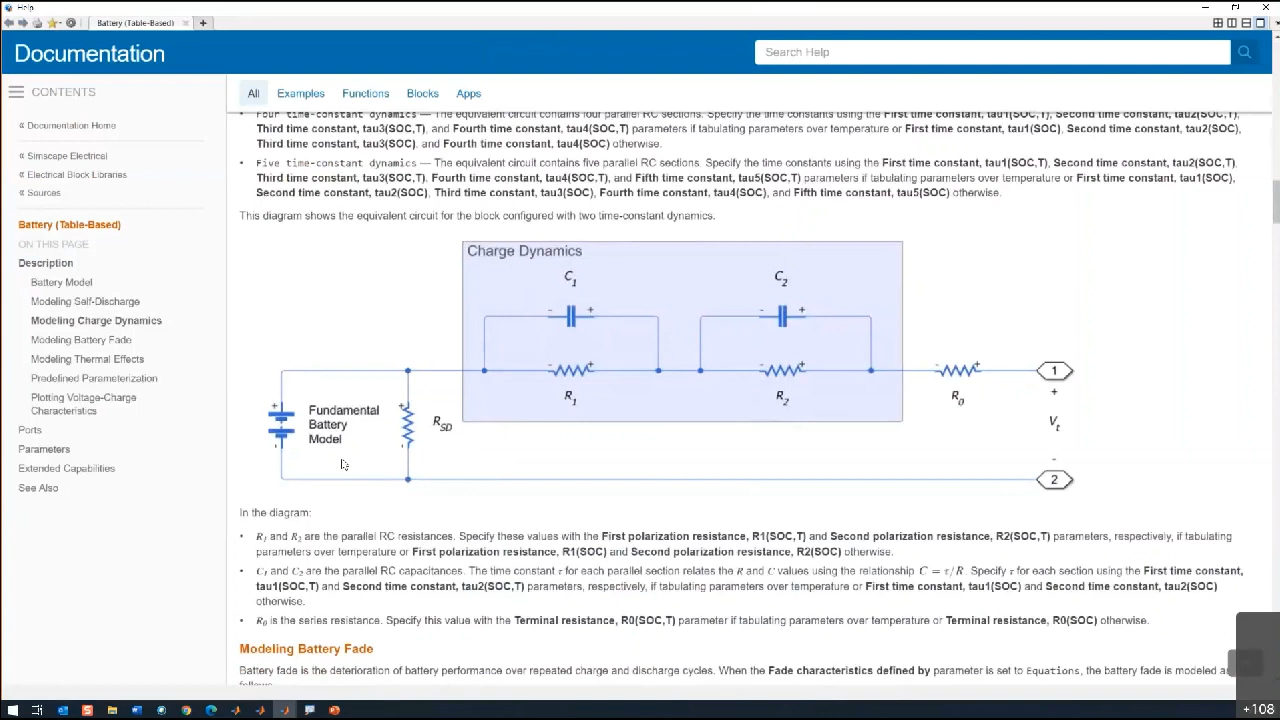 Help
Battery (Table-Based)
Documentation
Search Help
CONTENTS
All Examples Functions Blocks Apps
« Documentation Home
« Simscape Electrical
« Electrical Block Libraries
« Sources
Battery (Table-Based)
ON THIS PAGE
Description
Battery Model
Modeling Self-Discharge
Modeling Charge Dynamics
Modeling Battery Fade
Modeling Thermal Effects
Predefined Parameterization
Plotting Voltage-Charge
Characteristics
Ports
Parameters
Extended Capabilities
See Also
• Four time-constant dynamics — The equivalent circuit contains four parallel RC sections. Specify the time constants using the First time constant, tau1(SOC,T), Second time constant, tau2(SOC,T),
Third time constant, tau3(SOC,T), and Fourth time constant, tau4(SOC,T) parameters if tabulating parameters over temperature or First time constant, tau1(SOC), Second time constant, tau2(SOC),
Third time constant, tau3(SOC), and Fourth time constant, tau4(SOC) otherwise.
• Five time-constant dynamics — The equivalent circuit contains five parallel RC sections. Specify the time constants using the First time constant, tau1(SOC,T), Second time constant, tau2(SOC,T),
Third time constant, tau3(SOC,T), Fourth time constant, tau4(SOC,T), and Fifth time constant, tau5(SOC,T) parameters if tabulating parameters over temperature or First time constant, tau1(SOC),
Second time constant, tau2(SOC), Third time constant, tau3(SOC), Fourth time constant, tau4(SOC), and Fifth time constant, tau5(SOC) otherwise.
This diagram shows the equivalent circuit for the block configured with two time-constant dynamics.
Charge Dynamics
C1 C2
- + - +
- + - + - +
R1 R2 R0
1
+
Vt
-
2
+ Fundamental
Battery
Model
-
+ RSD
-
In the diagram:
• R1 and R2 are the parallel RC resistances. Specify these values with the First polarization resistance, R1(SOC,T) and Second polarization resistance, R2(SOC,T) parameters, respectively, if tabulating
parameters over temperature or First polarization resistance, R1(SOC) and Second polarization resistance, R2(SOC) otherwise.
• C1 and C2 are the parallel RC capacitances. The time constant τ for each parallel section relates the R and C values using the relationship C = τ/R. Specify τ for each section using the First time constant,
tau1(SOC,T) and Second time constant, tau2(SOC,T) parameters, respectively, if tabulating parameters over temperature or First time constant, tau1(SOC) and Second time constant, tau2(SOC)
otherwise.
• R0 is the series resistance. Specify this value with the Terminal resistance, R0(SOC,T) parameter if tabulating parameters over temperature or Terminal resistance, R0(SOC) otherwise.
Modeling Battery Fade
Battery fade is the deterioration of battery performance over repeated charge and discharge cycles. When the Fade characteristics defined by parameter is set to Equations, the battery fade is modeled as
follows
+108